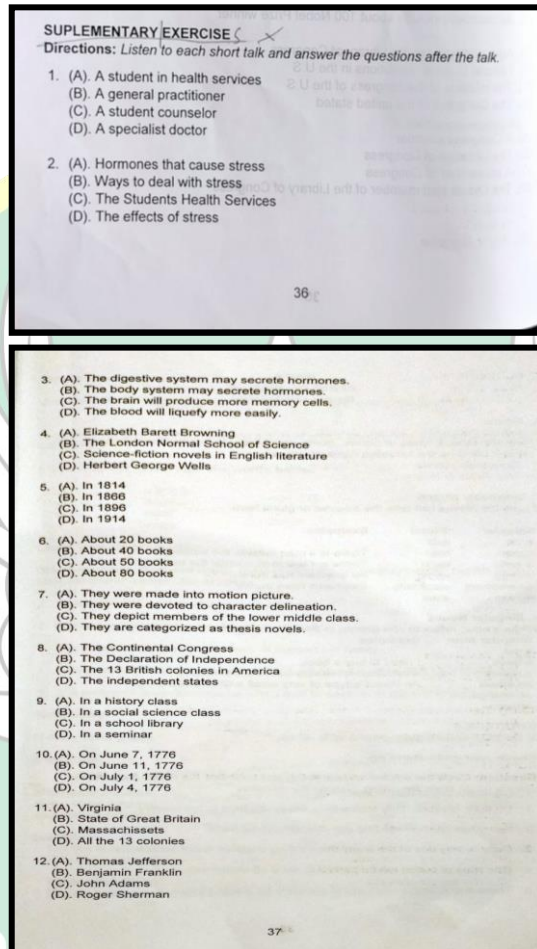 SUPLEMENTARY EXERCISE
Directions: Listen to each short talk and answer the questions after the talk.
1. (A). A student in health services
(B). A general practitioner
(C). A student counselor
(D). A specialist doctor
2. (A). Hormones that cause stress
(B). Ways to deal with stress
(C). The Students Health Services
(D). The effects of stress
36
3. (A). The digestive system may secrete hormones.
(B). The body system may secrete hormones.
(C). The brain will produce more memory cells.
(D). The blood will liquefy more easily.
4. (A). Elizabeth Barett Browning
(B). The London Normal School of Science
(C). Science-fiction novels in English literature
(D). Herbert George Wells
5. (A). In 1814
(B). In 1866
(C). In 1896
(D). In 1914
6. (A). About 20 books
(B). About 40 books
(C). About 50 books
(D). About 80 books
7. (A). They were made into motion picture.
(B). They were devoted to character delineation.
(C). They depict members of the lower middle class.
(D). They are categorized as thesis novels.
8. (A). The Continental Congress
(B). The Declaration of Independence
(C). The 13 British colonies in America
(D). The independent states
9. (A). In a history class
(B). In a social science class
(C). In a school library
(D). In a seminar
10.(A). On June 7, 1776
(B). On June 11, 1776
(C). On July 1, 1776
(D). On July 4, 1776
11.(A). Virginia
(B). State of Great Britain
(C). Massachissets
(D). All the 13 colonies
12.(A). Thomas Jefferson
(B). Benjamin Franklin
(C). John Adams
(D). Roger Sherman
37